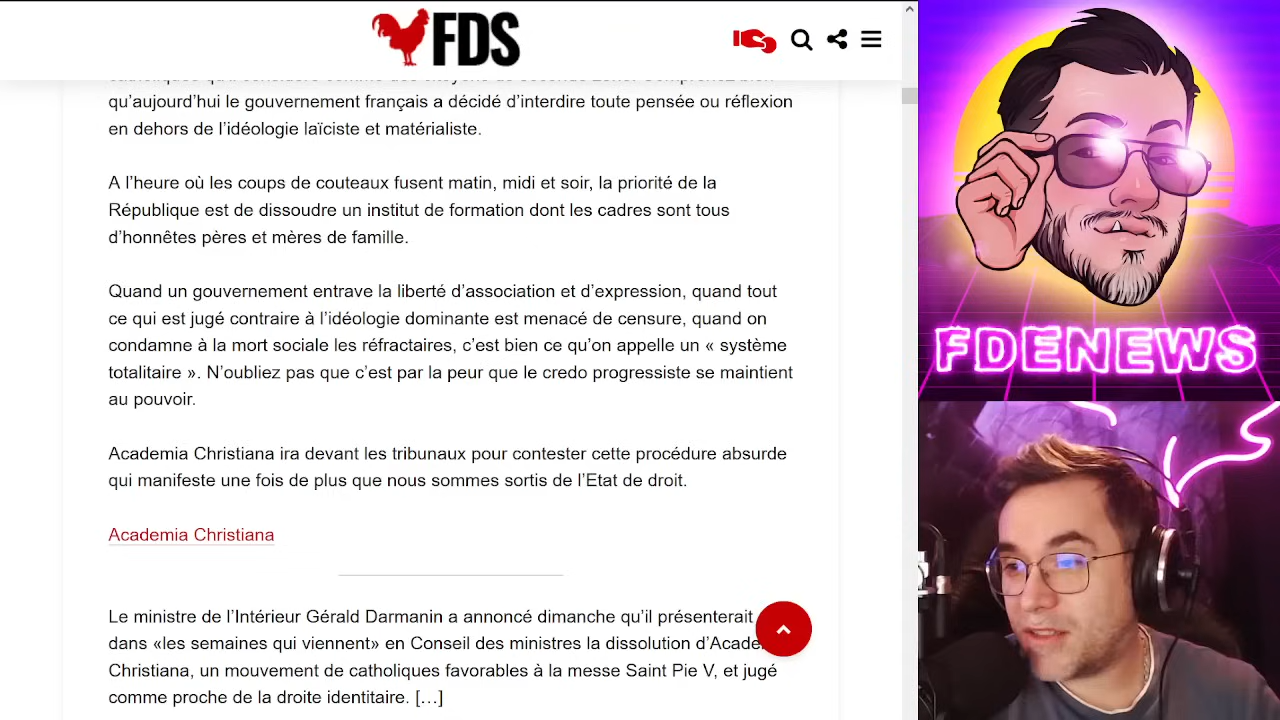 FDS
qu’aujourd’hui le gouvernement français a décidé d’interdire toute pensée ou réflexion
en dehors de l’idéologie laïciste et matérialiste.
A l’heure où les coups de couteaux fusent matin, midi et soir, la priorité de la
République est de dissoudre un institut de formation dont les cadres sont tous
d’honnêtes pères et mères de famille.
Quand un gouvernement entrave la liberté d’association et d’expression, quand tout
ce qui est jugé contraire à l’idéologie dominante est menacé de censure, quand on
condamne à la mort sociale les réfractaires, c’est bien ce qu’on appelle un « système
totalitaire ». N’oubliez pas que c’est par la peur que le credo progressiste se maintient
au pouvoir.
Academia Christiana ira devant les tribunaux pour contester cette procédure absurde
qui manifeste une fois de plus que nous sommes sortis de l’Etat de droit.
Academia Christiana
Le ministre de l’Intérieur Gérald Darmanin a annoncé dimanche qu’il présenterait
dans «les semaines qui viennent» en Conseil des ministres la dissolution d’Acade
Christiana, un mouvement de catholiques favorables à la messe Saint Pie V, et jugé
comme proche de la droite identitaire. […]
FDENEWS